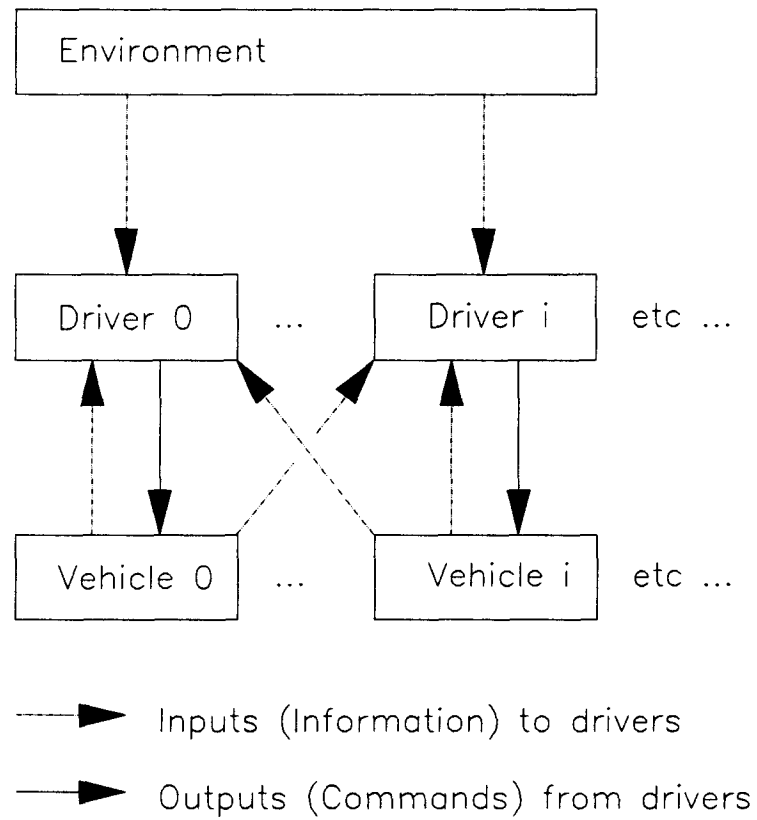 Environment
Driver 0 ... Driver i etc ...
Vehicle 0 ... Vehicle i etc ...
Inputs (Information) to drivers
Outputs (Commands) from drivers